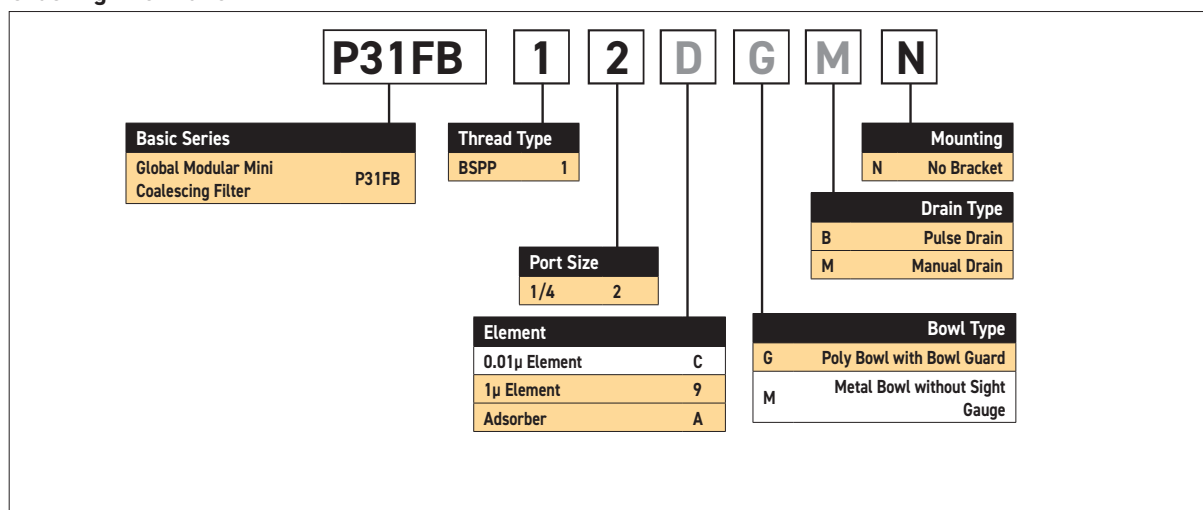 P31FB 1 2 D G M N
Basic Series
Global Modular Mini
Coalescing Filter P31FB
Thread Type
BSPP 1
Mounting
N No Bracket
Drain Type
B Pulse Drain
M Manual Drain
Port Size
1/4 2
Element
0.01µ Element C
1µ Element 9
Adsorber A
Bowl Type
G Poly Bowl with Bowl Guard
M Metal Bowl without Sight
Gauge